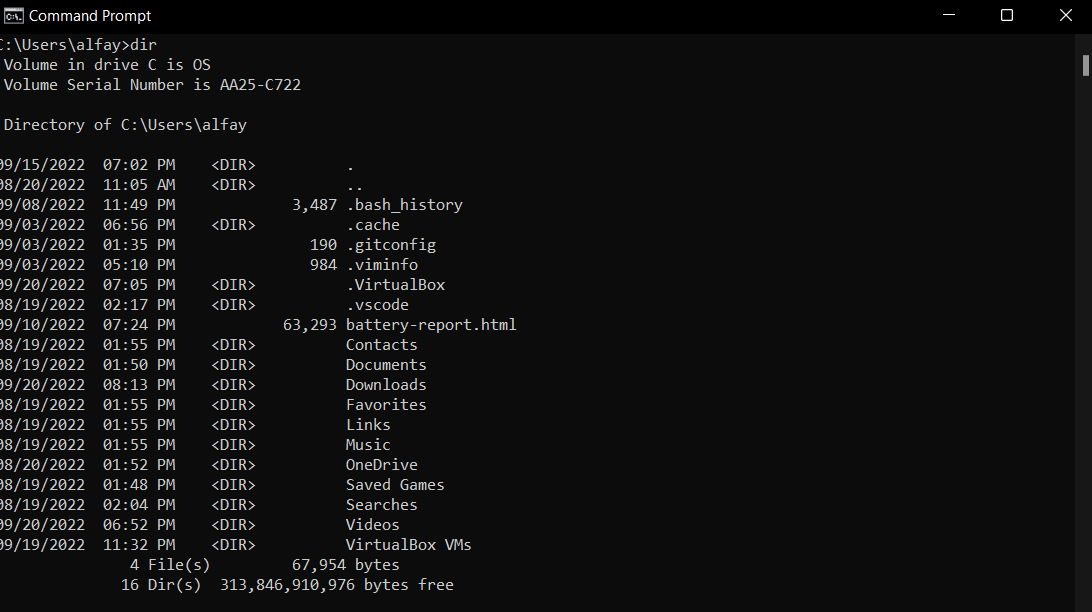 Command Prompt
C:\Users\alfay>dir
 Volume in drive C is OS
 Volume Serial Number is AA25-C722

 Directory of C:\Users\alfay

09/15/2022  07:02 PM    <DIR>          .
08/20/2022  11:05 AM    <DIR>          ..
09/08/2022  11:49 PM             3,487 .bash_history
09/03/2022  06:56 PM    <DIR>          .cache
09/03/2022  01:35 PM               190 .gitconfig
09/03/2022  05:10 PM               984 .viminfo
09/20/2022  07:05 PM    <DIR>          .VirtualBox
08/19/2022  02:17 PM    <DIR>          .vscode
09/10/2022  07:24 PM            63,293 battery-report.html
08/19/2022  01:55 PM    <DIR>          Contacts
08/19/2022  01:50 PM    <DIR>          Documents
09/20/2022  08:13 PM    <DIR>          Downloads
08/19/2022  01:55 PM    <DIR>          Favorites
08/19/2022  01:55 PM    <DIR>          Links
08/19/2022  01:55 PM    <DIR>          Music
08/20/2022  01:52 PM    <DIR>          OneDrive
08/19/2022  01:48 PM    <DIR>          Saved Games
08/19/2022  02:04 PM    <DIR>          Searches
09/20/2022  06:52 PM    <DIR>          Videos
09/19/2022  11:32 PM    <DIR>          VirtualBox VMs
               4 File(s)         67,954 bytes
              16 Dir(s)  313,846,910,976 bytes free